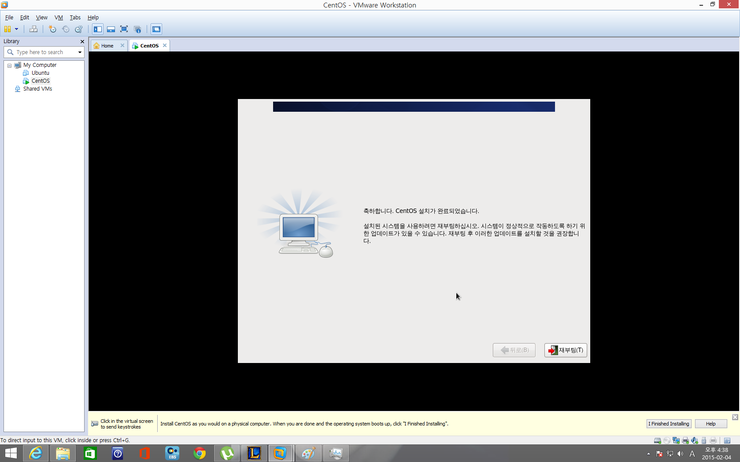 CentOS - VMware Workstation
File Edit View VM Tabs Help
Library
Home CentOS
Type here to search
My Computer
Ubuntu
CentOS
Shared VMs
축하합니다. CentOS 설치가 완료되었습니다.
설치된 시스템을 사용하려면 재부팅하십시오. 시스템이 정상적으로 작동하도록 하기 위
한 업데이트가 있을 수 있습니다. 재부팅 후 이러한 업데이트를 설치할 것을 권장합니
다.
뒤로(B) 재부팅(T)
Click in the virtual screen
to send keystrokes
Install CentOS as you would on a physical computer. When you are done and the operating system boots up, click "I Finished Installing".
I Finished Installing Help
To direct input to this VM, click inside or press Ctrl+G.
A
오후 4:38
2015-02-04